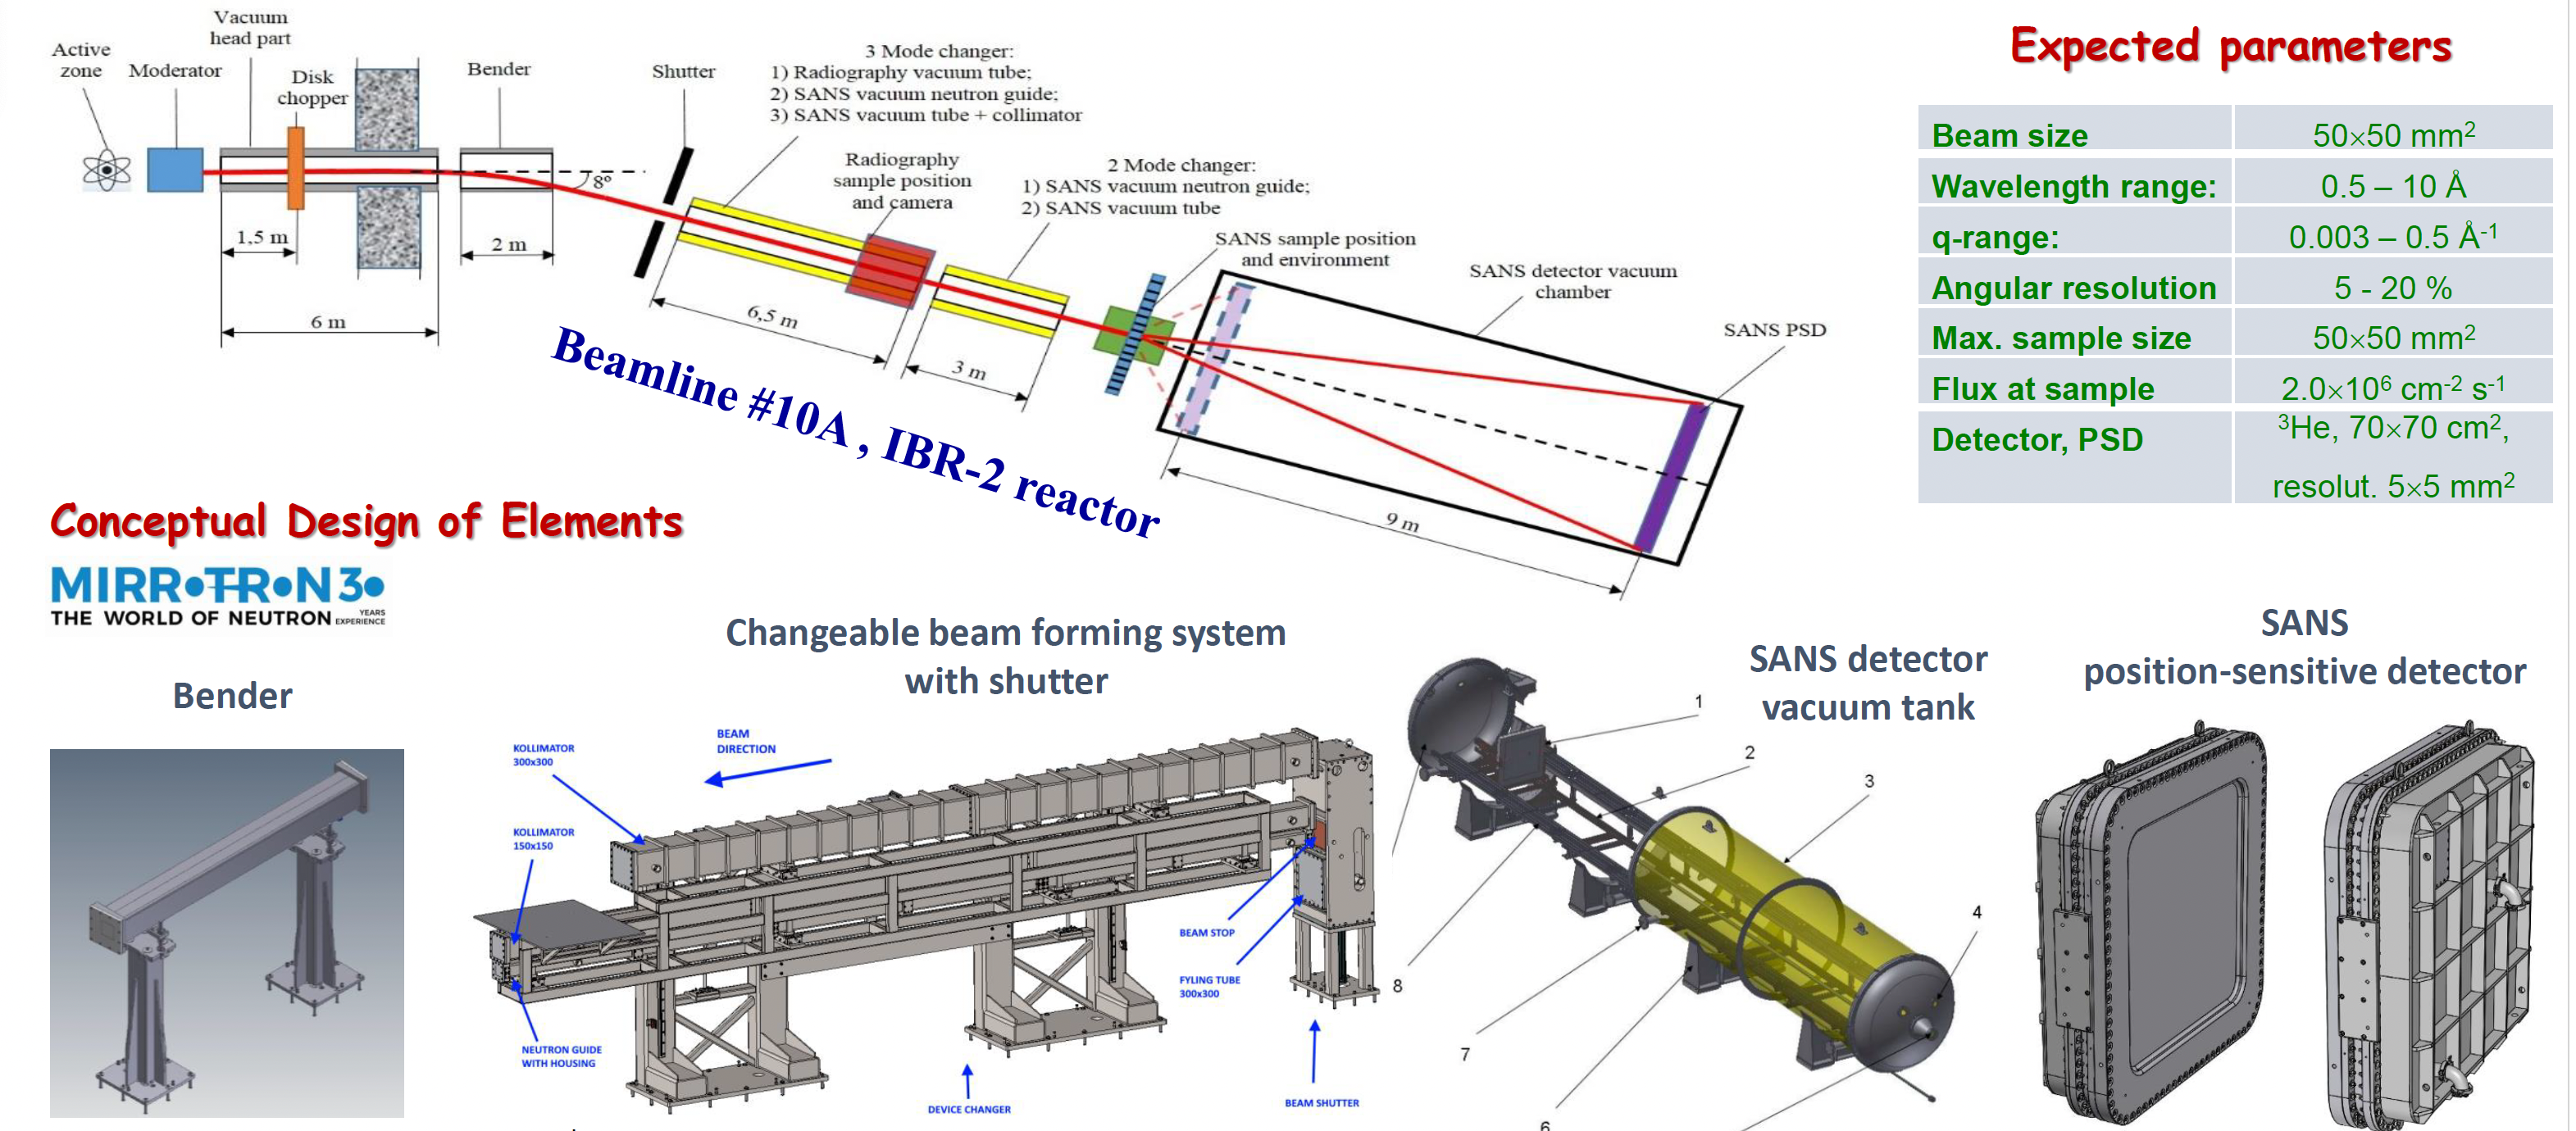 Vacuum
head part
Active
zone
Moderator
Disk
chopper
Bender
Shutter
3 Mode changer:
1) Radiography vacuum tube;
2) SANS vacuum neutron guide;
3) SANS vacuum tube + collimator
Radiography
sample position
and camera
2 Mode changer:
1) SANS vacuum neutron guide;
2) SANS vacuum tube
SANS sample position
and environment
SANS detector vacuum
chamber
SANS PSD
8°
1,5 m
2 m
6 m
6,5 m
3 m
9 m
Beamline #10A , IBR-2 reactor
Expected parameters
Beam size 50×50 mm²
Wavelength range: 0.5 – 10 Å
q-range: 0.003 – 0.5 Å⁻¹
Angular resolution 5 - 20 %
Max. sample size 50×50 mm²
Flux at sample 2.0×10⁶ cm⁻² s⁻¹
Detector, PSD ³He, 70×70 cm²,
resolut. 5×5 mm²
Conceptual Design of Elements
MIRROTRON 30
THE WORLD OF NEUTRON YEARS EXPERIENCE
Bender
Changeable beam forming system
with shutter
BEAM
DIRECTION
KOLLIMATOR
300x300
KOLLIMATOR
150x150
NEUTRON GUIDE
WITH HOUSING
BEAM STOP
FYLING TUBE
300x300
DEVICE CHANGER
BEAM SHUTTER
SANS detector
vacuum tank
1
2
3
4
8
7
6
SANS
position-sensitive detector